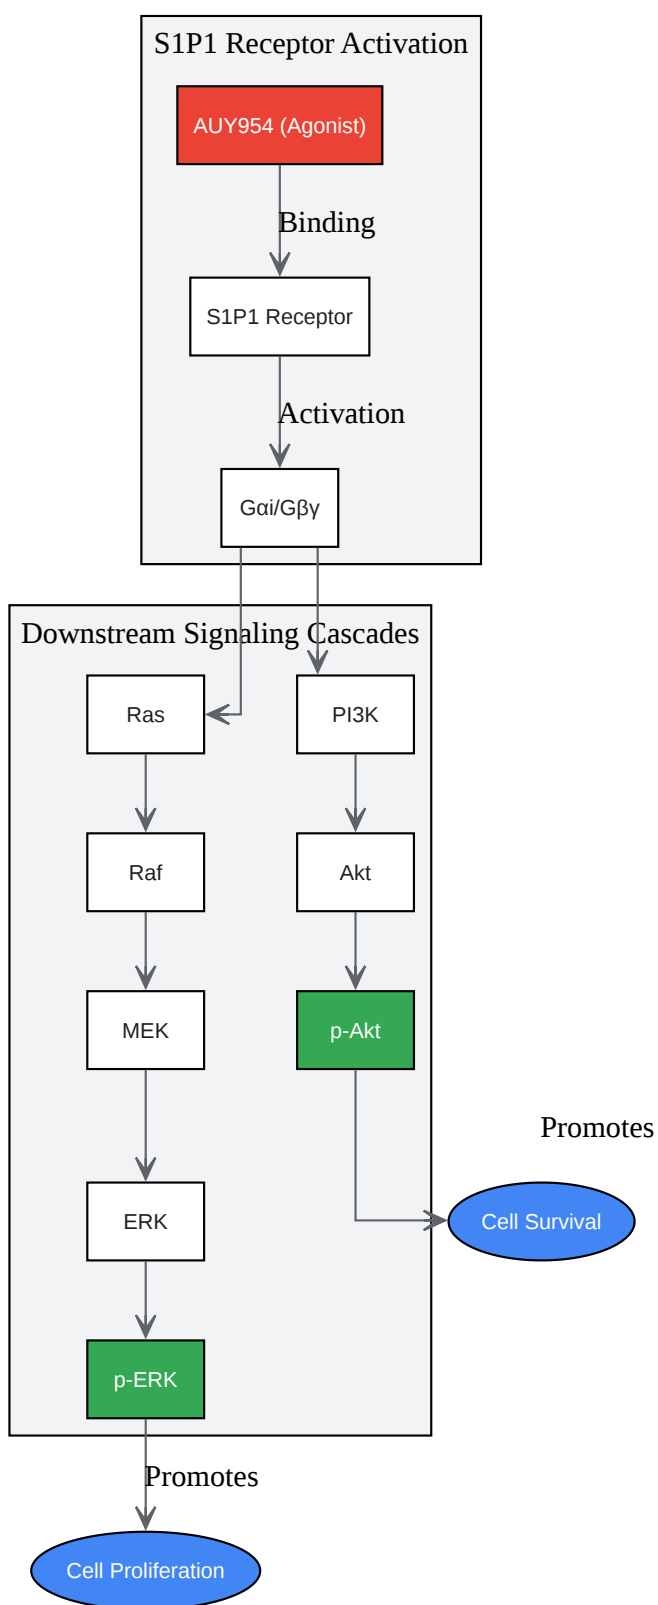 S1P1 Receptor Activation
AUY954 (Agonist)
Binding
S1P1 Receptor
Activation
Gαi/Gβγ
Downstream Signaling Cascades
Ras
PI3K
Raf
Akt
MEK
p-Akt
Promotes
ERK
Cell Survival
p-ERK
Promotes
Cell Proliferation